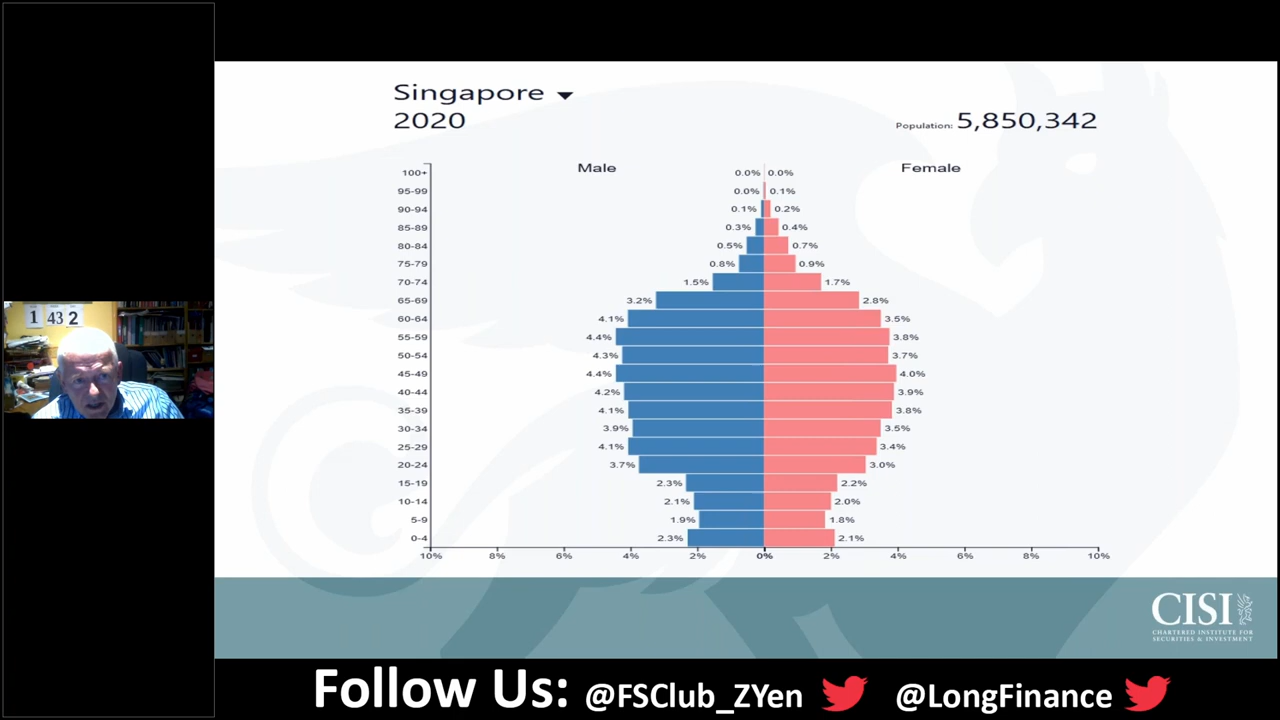 Singapore
2020
Population: 5,850,342
Male Female
100+ 0.0% 0.0%
95-99 0.0% 0.1%
90-94 0.1% 0.2%
85-89 0.3% 0.4%
80-84 0.5% 0.7%
75-79 0.8% 0.9%
70-74 1.5% 1.7%
65-69 3.2% 2.8%
60-64 4.1% 3.5%
55-59 4.4% 3.8%
50-54 4.3% 3.7%
45-49 4.4% 4.0%
40-44 4.2% 3.9%
35-39 4.1% 3.8%
30-34 3.9% 3.5%
25-29 4.1% 3.4%
20-24 3.7% 3.0%
15-19 2.3% 2.2%
10-14 2.1% 2.0%
5-9 1.9% 1.8%
0-4 2.3% 2.1%
10% 8% 6% 4% 2% 0% 2% 4% 6% 8% 10%
1 43 2
CISI
CHARTERED INSTITUTE FOR
SECURITIES & INVESTMENT
Follow Us: @FSClub_ZYen @LongFinance